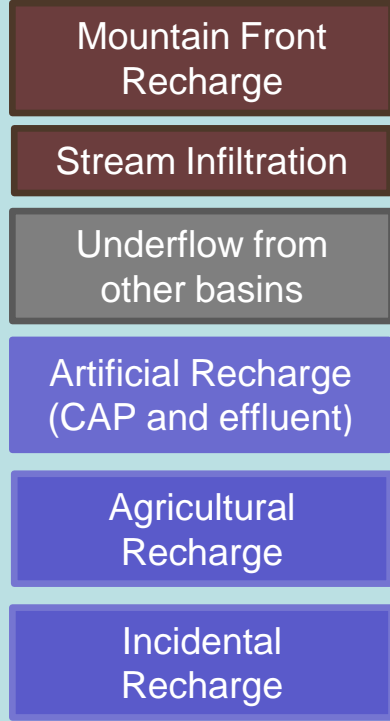 Mountain Front
Recharge
Stream Infiltration
Underflow from
other basins
Artificial Recharge
(CAP and effluent)
Agricultural
Recharge
Incidental
Recharge